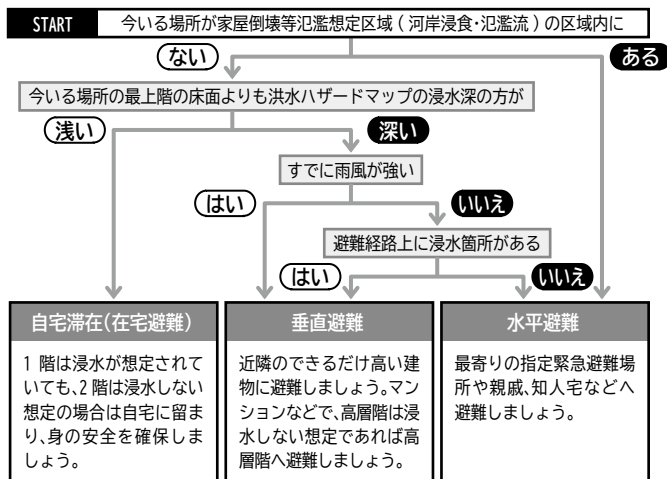 START 今いる場所が家屋倒壊等氾濫想定区域(河岸浸食・氾濫流)の区域内に
ない ある
今いる場所の最上階の床面よりも洪水ハザードマップの浸水深の方が
浅い 深い
すでに雨風が強い
はい いいえ
避難経路上に浸水箇所がある
はい いいえ
自宅滞在(在宅避難)
1 階は浸水が想定されて
いても、2 階は浸水しない
想定の場合は自宅に留ま
り、身の安全を確保しま
しょう。
垂直避難
近隣のできるだけ高い建
物に避難しましょう。マン
ションなどで、高層階は浸
水しない想定であれば高
層階へ避難しましょう。
水平避難
最寄りの指定緊急避難場
所や親戚、知人宅などへ
避難しましょう。